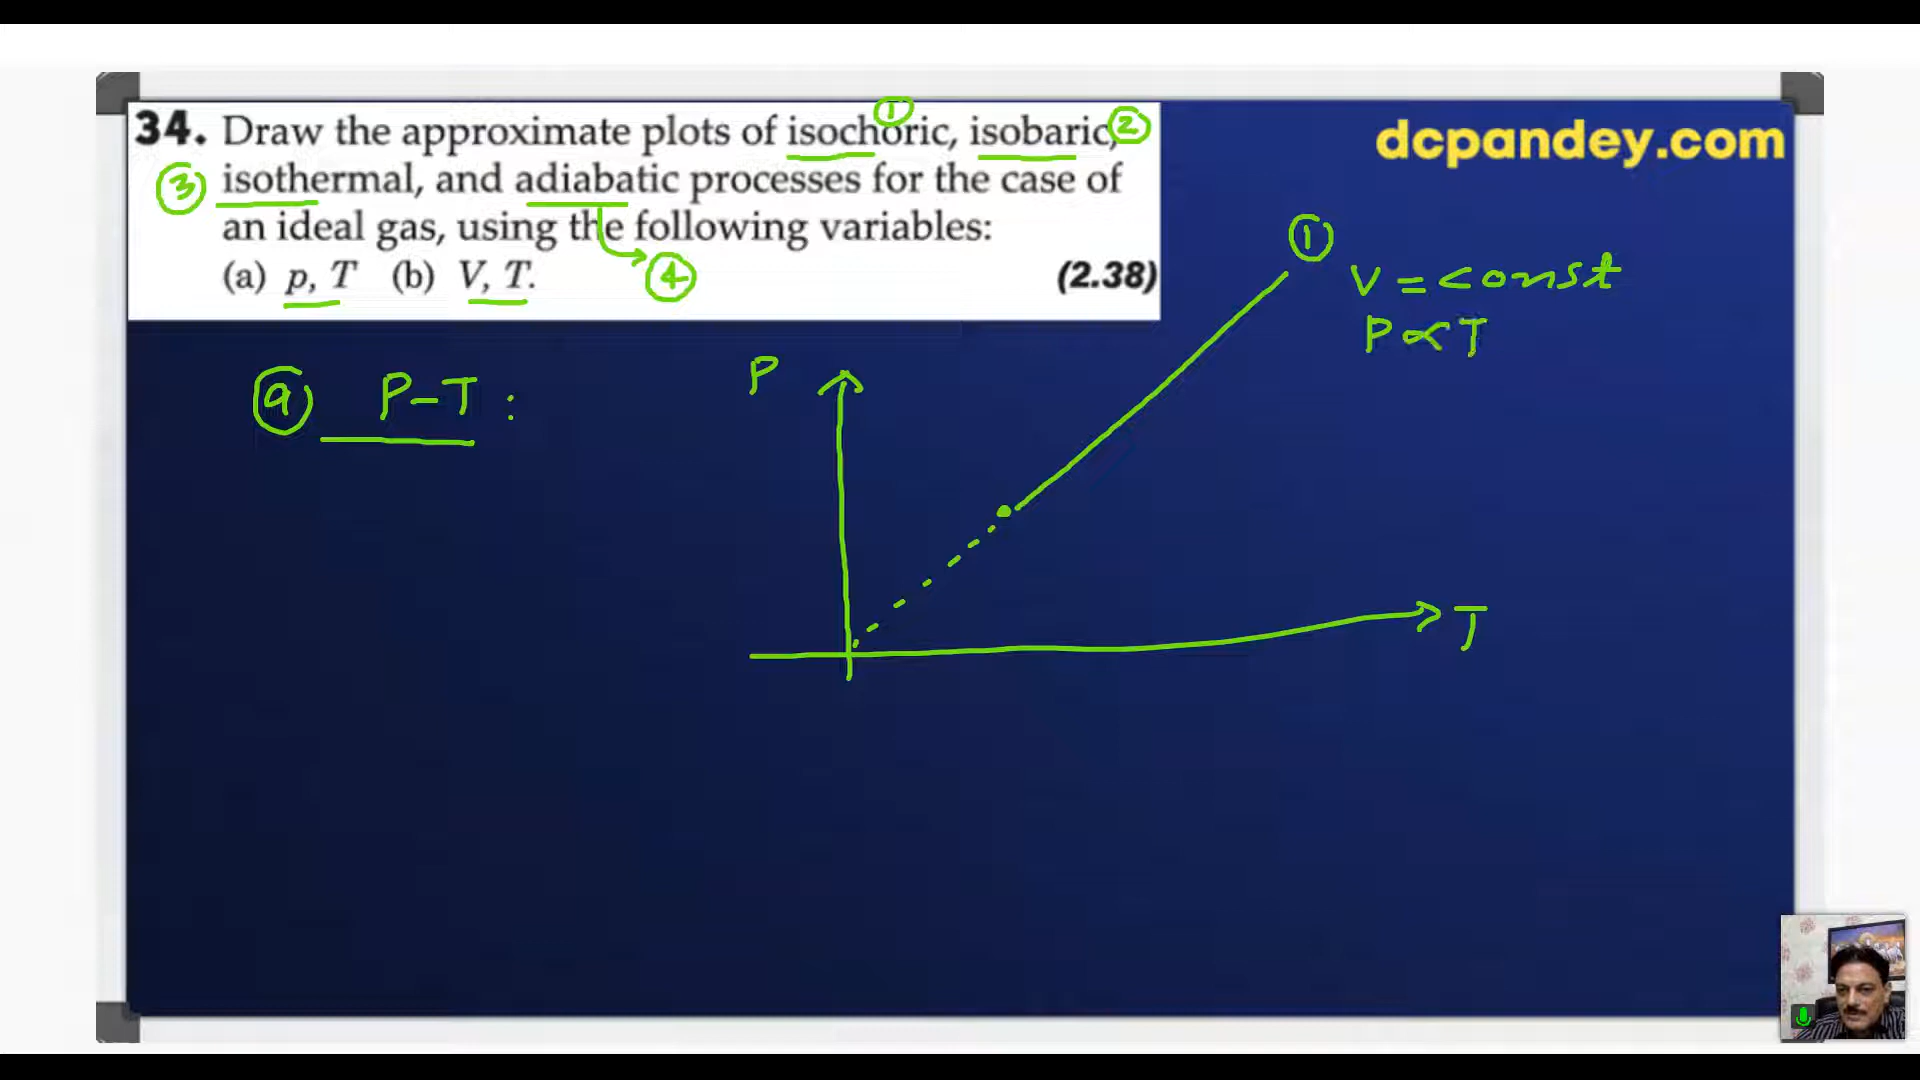 34. Draw the approximate plots of isochoric, isobaric,
isothermal, and adiabatic processes for the case of
an ideal gas, using the following variables:
(a) p, T (b) V, T. (2.38)
① ②
③
④
dcpandey.com
① V = const
P ∝ T
ⓐ P-T :
P
T